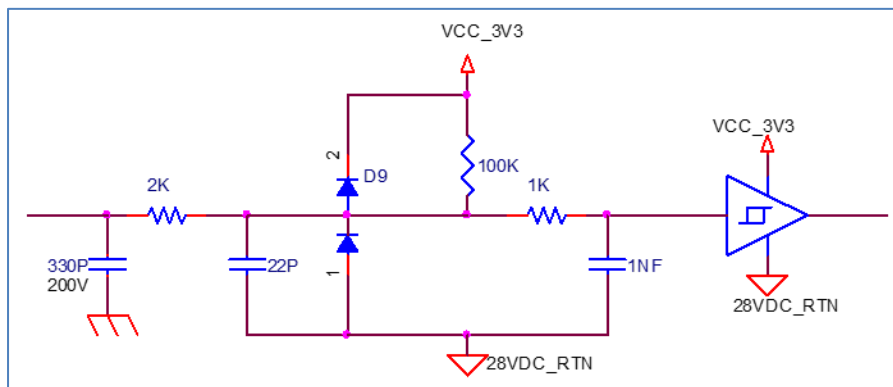 VCC_3V3
VCC_3V3
2
D9
100K
2K
1K
330P
200V
22P
1
1NF
28VDC_RTN
28VDC_RTN